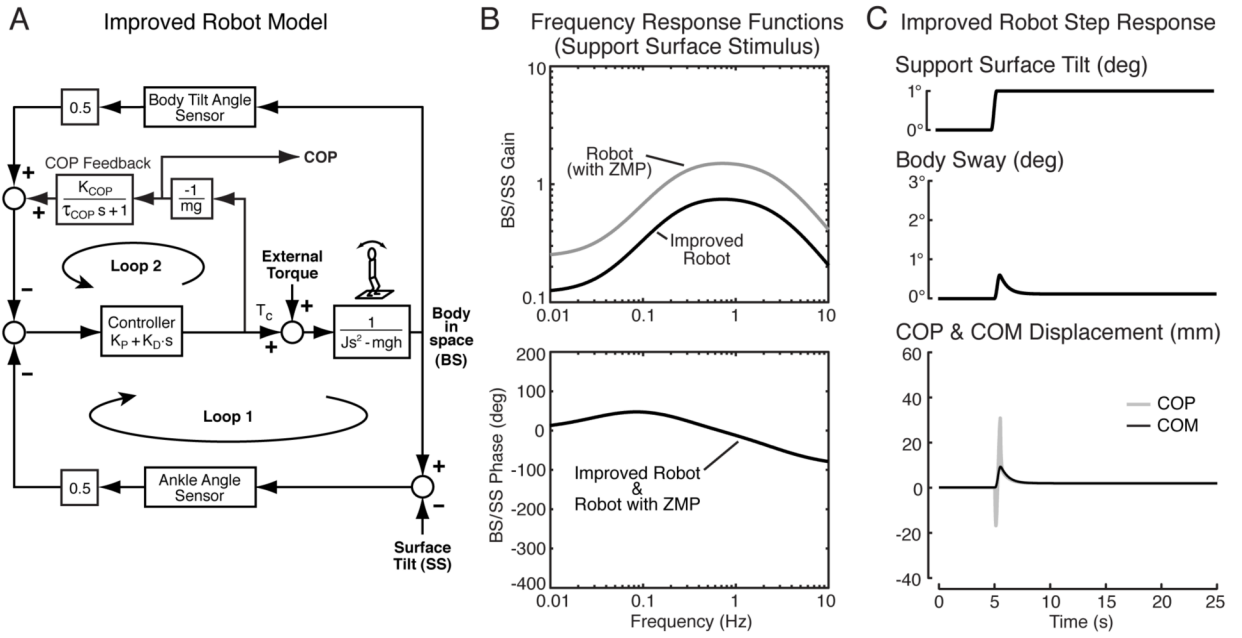 A
Improved Robot Model
0.5
Body Tilt Angle
Sensor
+
COP Feedback
COP
K_COP
τ_COP s + 1
-1
mg
+
Loop 2
External
Torque
+
−
Controller
K_P + K_D·s
T_c
+
1
Js² - mgh
Body
in
space
(BS)
−
Loop 1
0.5
Ankle Angle
Sensor
+
−
Surface
Tilt (SS)
B
Frequency Response Functions
(Support Surface Stimulus)
BS/SS Gain
10
1
0.1
Robot
(with ZMP)
Improved
Robot
0.01
0.1
1
10
BS/SS Phase (deg)
200
100
0
-100
-200
-300
-400
Improved Robot
&
Robot with ZMP
0.01
0.1
1
10
Frequency (Hz)
C
Improved Robot Step Response
Support Surface Tilt (deg)
1°
0°
Body Sway (deg)
3°
2°
1°
0°
COP & COM Displacement (mm)
60
40
20
0
-20
-40
COP
COM
0
5
10
15
20
25
Time (s)